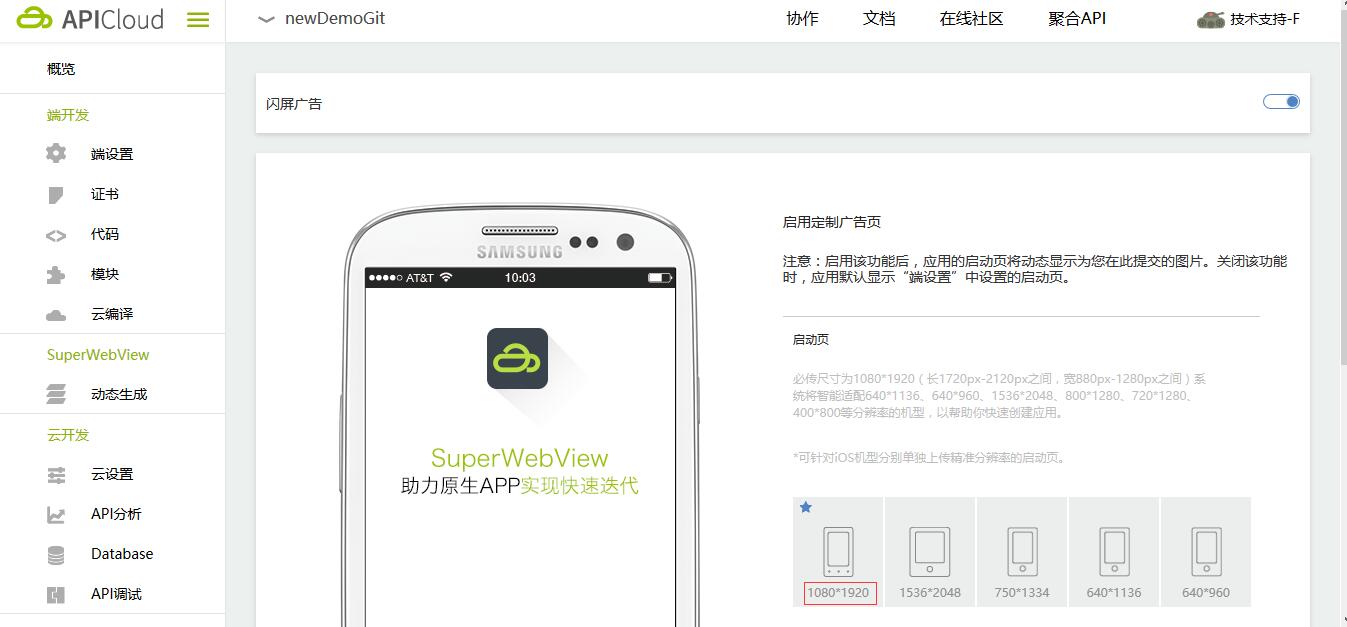 APICloud
newDemoGit
协作
文档
在线社区
聚合API
技术支持-F
概览
端开发
端设置
证书
代码
模块
云编译
SuperWebView
动态生成
云开发
云设置
API分析
Database
API调试
闪屏广告
SAMSUNG
AT&T
10:03
SuperWebView
助力原生APP实现快速迭代
启用定制广告页
注意：启用该功能后，应用的启动页将动态显示为您在此提交的图片。关闭该功能
时，应用默认显示“端设置”中设置的启动页。
启动页
必传尺寸为1080*1920（长1720px-2120px之间，宽880px-1280px之间）系
统将智能适配640*1136、640*960、1536*2048、800*1280、720*1280、
400*800等分辨率的机型，以帮助你快速创建应用。
*可针对iOS机型分别单独上传精准分辨率的启动页。
1080*1920
1536*2048
750*1334
640*1136
640*960